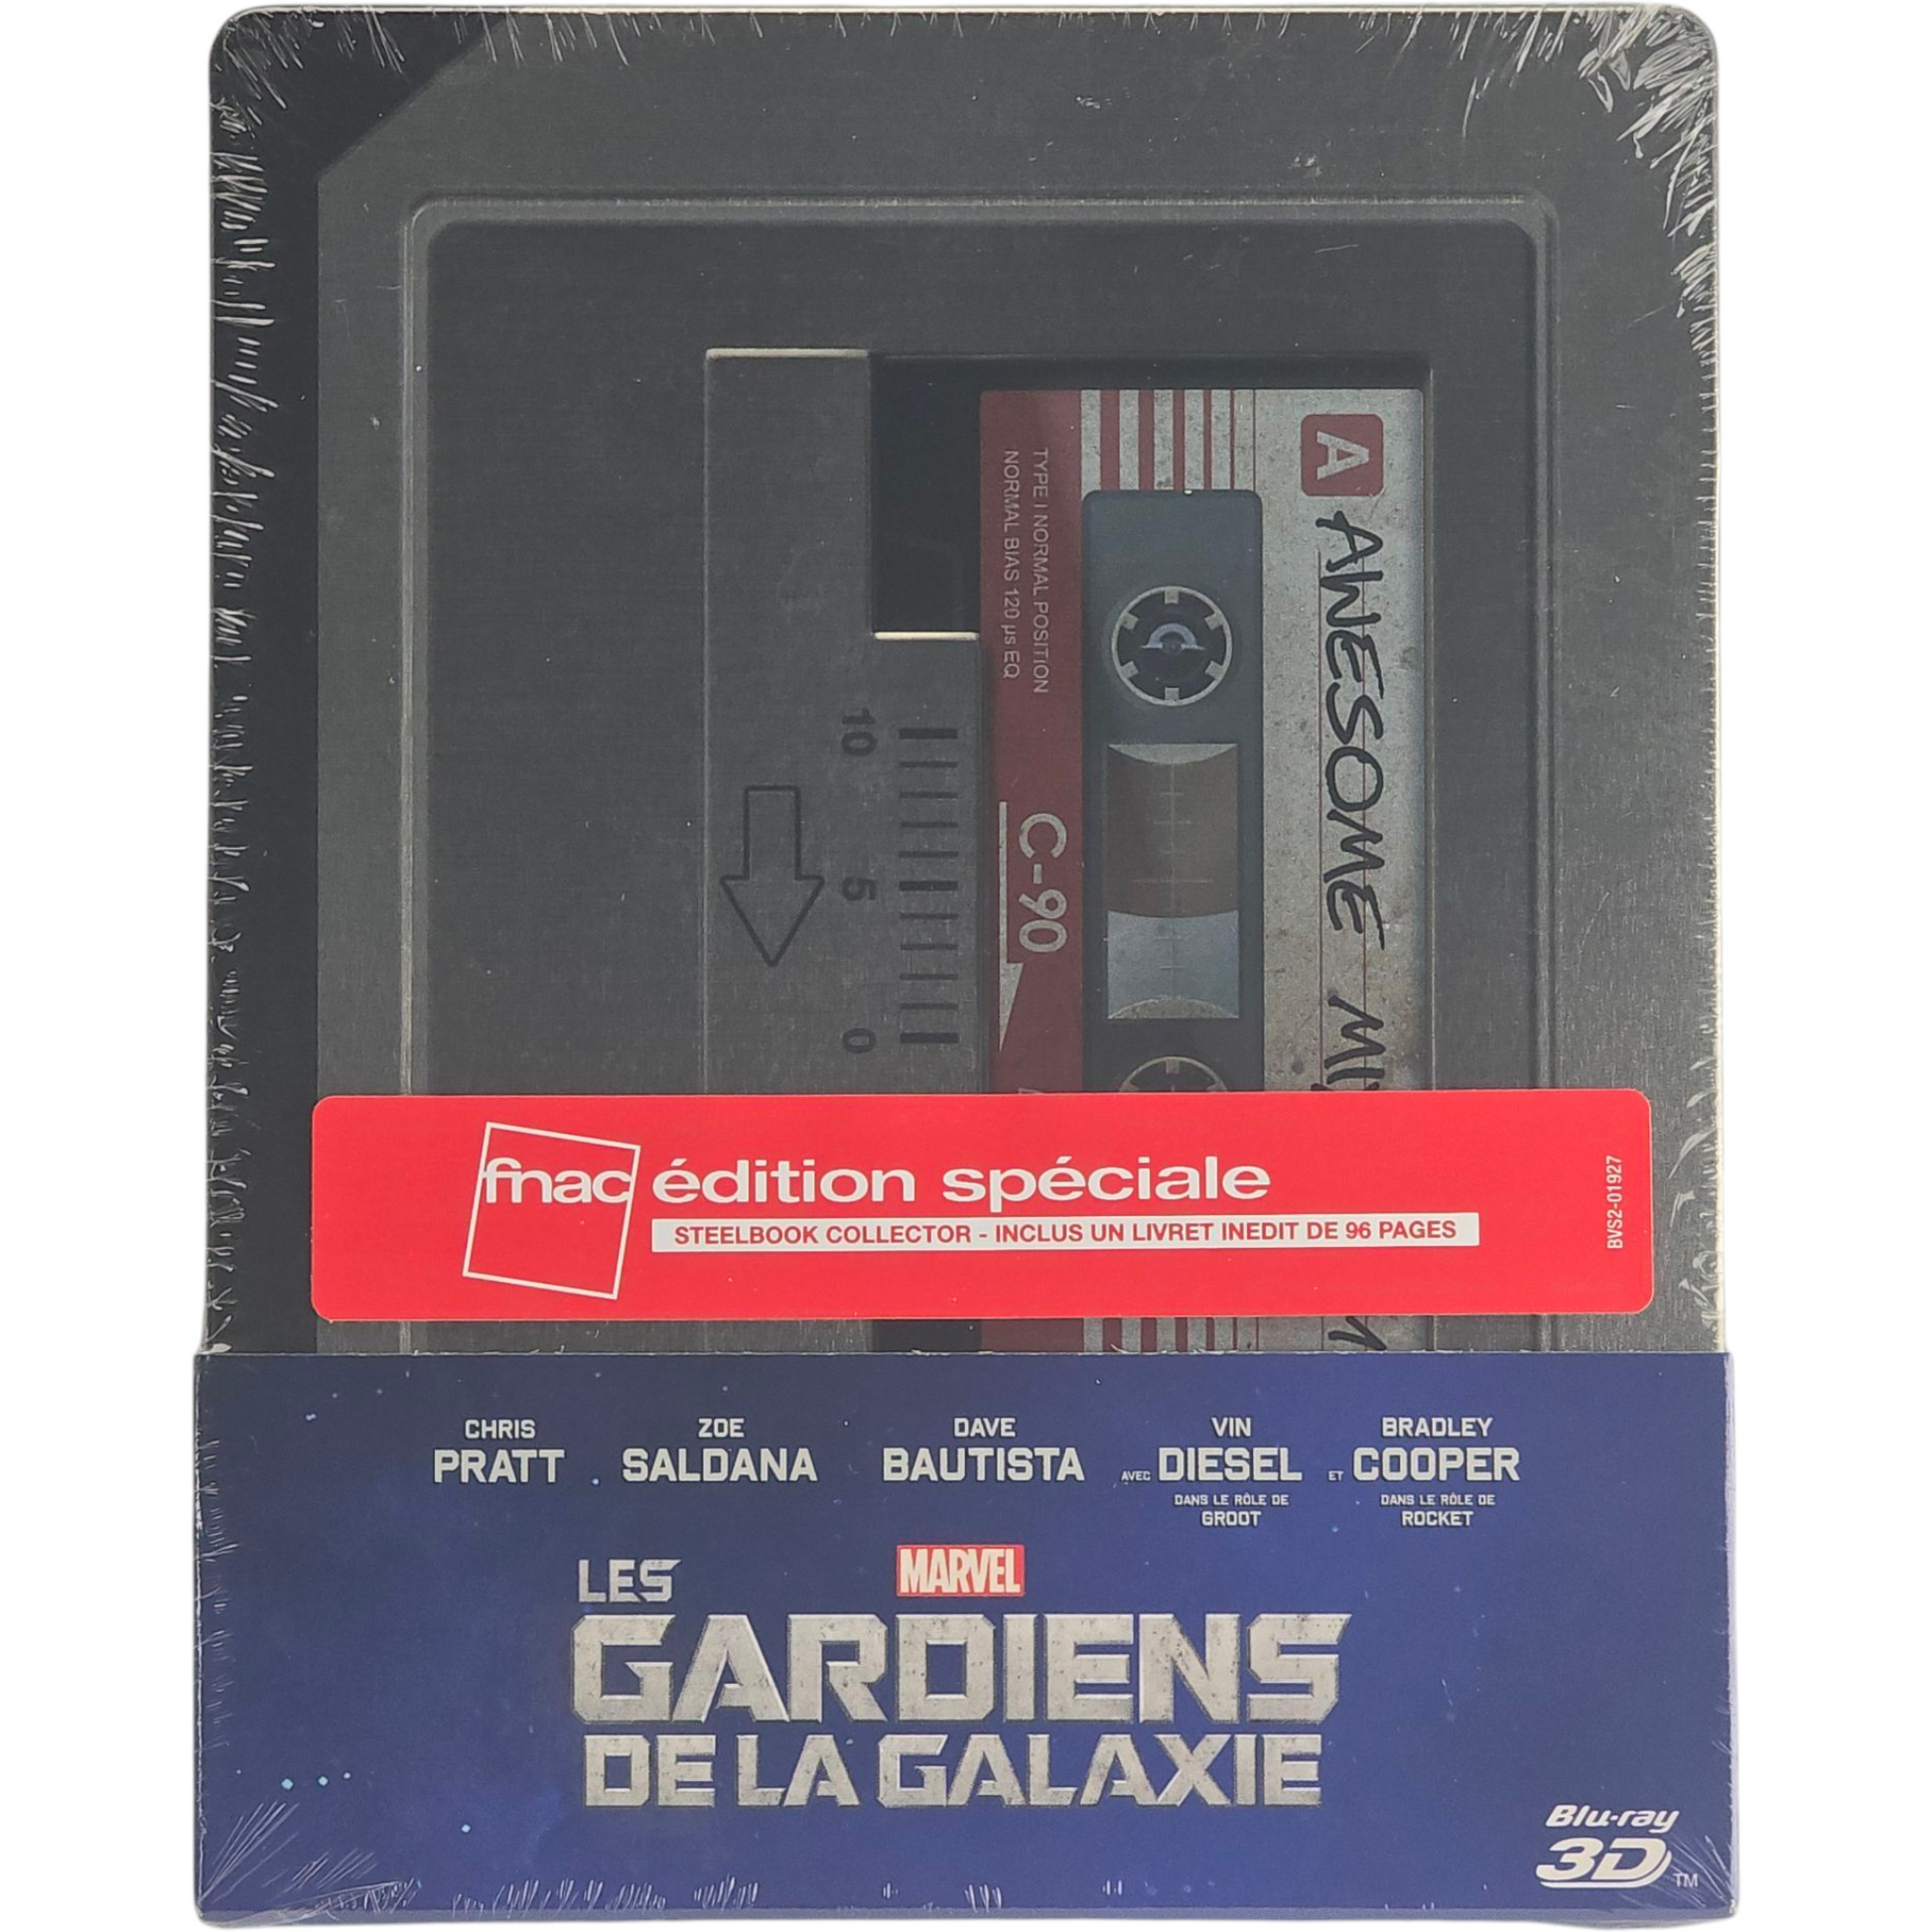 A AWESOME MIX
TYPE I NORMAL POSITION
NORMAL BIAS 120 µs EQ
C-90
10
5
0
fnac édition spéciale
STEELBOOK COLLECTOR - INCLUS UN LIVRET INEDIT DE 96 PAGES
BVS2-01927
CHRIS PRATT
ZOE SALDANA
DAVE BAUTISTA
AVEC VIN DIESEL
DANS LE RÔLE DE
GROOT
ET BRADLEY COOPER
DANS LE RÔLE DE
ROCKET
MARVEL
LES
GARDIENS
DE LA GALAXIE
Blu-ray
3D TM